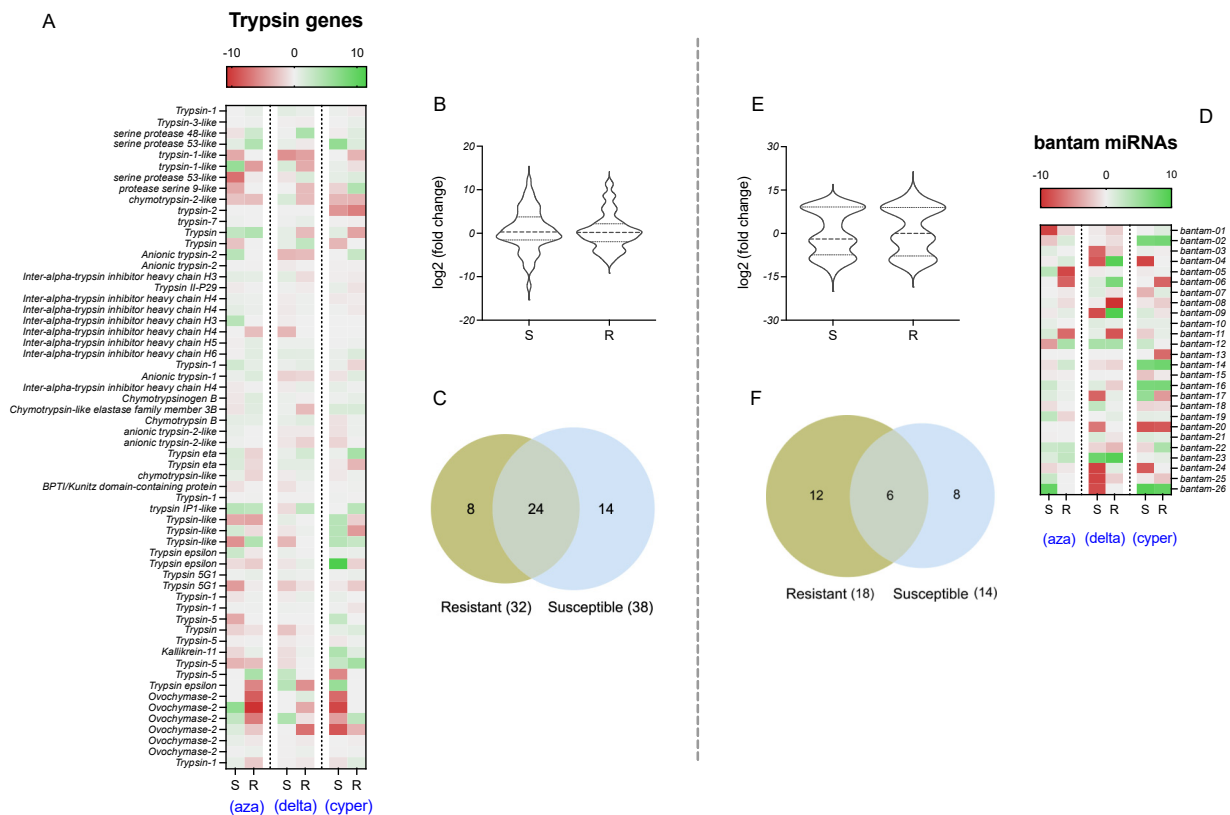 A
Trypsin genes
-10 0 10
Trypsin-1
Trypsin-3-like
serine protease 48-like
serine protease 53-like
trypsin-1-like
trypsin-1-like
serine protease 53-like
protease serine 9-like
chymotrypsin-2-like
trypsin-2
trypsin-7
Trypsin
Trypsin
Anionic trypsin-2
Anionic trypsin-2
Inter-alpha-trypsin inhibitor heavy chain H3
Trypsin II-P29
Inter-alpha-trypsin inhibitor heavy chain H4
Inter-alpha-trypsin inhibitor heavy chain H4
Inter-alpha-trypsin inhibitor heavy chain H3
Inter-alpha-trypsin inhibitor heavy chain H4
Inter-alpha-trypsin inhibitor heavy chain H5
Inter-alpha-trypsin inhibitor heavy chain H6
Trypsin-1
Anionic trypsin-1
Inter-alpha-trypsin inhibitor heavy chain H4
Chymotrypsinogen B
Chymotrypsin-like elastase family member 3B
Chymotrypsin B
anionic trypsin-2-like
anionic trypsin-2-like
Trypsin eta
Trypsin eta
chymotrypsin-like
BPTI/Kunitz domain-containing protein
Trypsin-1
trypsin IP1-like
Trypsin-like
Trypsin-like
Trypsin-like
Trypsin epsilon
Trypsin epsilon
Trypsin 5G1
Trypsin 5G1
Trypsin-1
Trypsin-1
Trypsin-5
Trypsin
Trypsin-5
Kallikrein-11
Trypsin-5
Trypsin-5
Trypsin epsilon
Ovochymase-2
Ovochymase-2
Ovochymase-2
Ovochymase-2
Ovochymase-2
Ovochymase-2
Trypsin-1
S R S R S R
(aza) (delta) (cyper)
B
log2 (fold change)
20
10
0
-10
-20
S R
C
8 24 14
Resistant (32) Susceptible (38)
E
log2 (fold change)
30
15
0
-15
-30
S R
F
12 6 8
Resistant (18) Susceptible (14)
D
bantam miRNAs
-10 0 10
bantam-01
bantam-02
bantam-03
bantam-04
bantam-05
bantam-06
bantam-07
bantam-08
bantam-09
bantam-10
bantam-11
bantam-12
bantam-13
bantam-14
bantam-15
bantam-16
bantam-17
bantam-18
bantam-19
bantam-20
bantam-21
bantam-22
bantam-23
bantam-24
bantam-25
bantam-26
S R S R S R
(aza) (delta) (cyper)